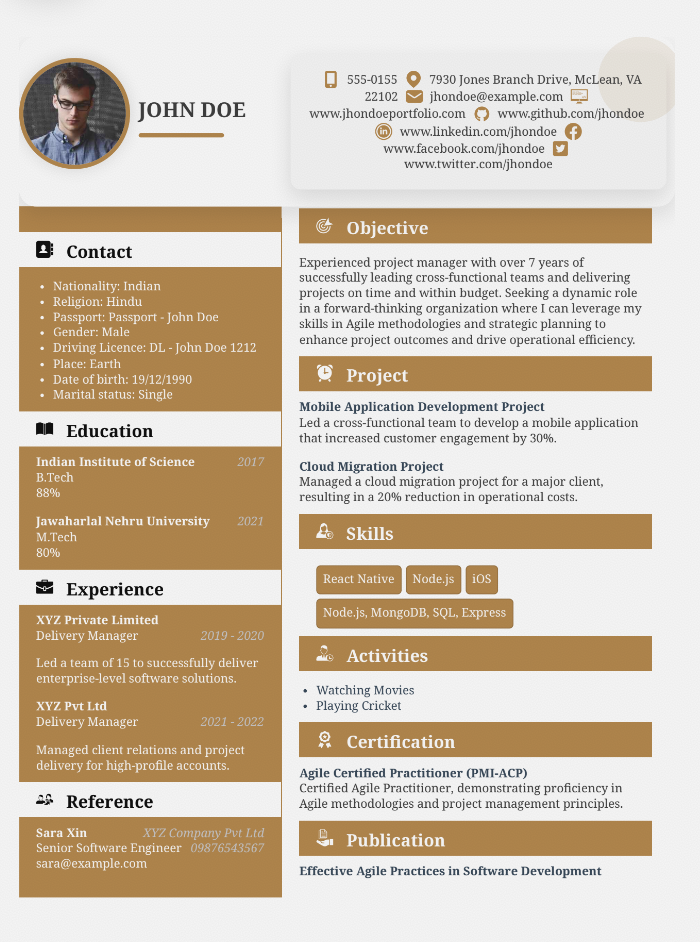 JOHN DOE
555-0155 7930 Jones Branch Drive, McLean, VA
22102 jhondoe@example.com
www.jhondoeportfolio.com www.github.com/jhondoe
www.linkedin.com/jhondoe
www.facebook.com/jhondoe
www.twitter.com/jhondoe
Contact
• Nationality: Indian
• Religion: Hindu
• Passport: Passport - John Doe
• Gender: Male
• Driving Licence: DL - John Doe 1212
• Place: Earth
• Date of birth: 19/12/1990
• Marital status: Single
Education
Indian Institute of Science 2017
B.Tech
88%
Jawaharlal Nehru University 2021
M.Tech
80%
Experience
XYZ Private Limited
Delivery Manager 2019 - 2020
Led a team of 15 to successfully deliver
enterprise-level software solutions.
XYZ Pvt Ltd
Delivery Manager 2021 - 2022
Managed client relations and project
delivery for high-profile accounts.
Reference
Sara Xin XYZ Company Pvt Ltd
Senior Software Engineer 09876543567
sara@example.com
Objective
Experienced project manager with over 7 years of
successfully leading cross-functional teams and delivering
projects on time and within budget. Seeking a dynamic role
in a forward-thinking organization where I can leverage my
skills in Agile methodologies and strategic planning to
enhance project outcomes and drive operational efficiency.
Project
Mobile Application Development Project
Led a cross-functional team to develop a mobile application
that increased customer engagement by 30%.
Cloud Migration Project
Managed a cloud migration project for a major client,
resulting in a 20% reduction in operational costs.
Skills
React Native Node.js iOS
Node.js, MongoDB, SQL, Express
Activities
• Watching Movies
• Playing Cricket
Certification
Agile Certified Practitioner (PMI-ACP)
Certified Agile Practitioner, demonstrating proficiency in
Agile methodologies and project management principles.
Publication
Effective Agile Practices in Software Development